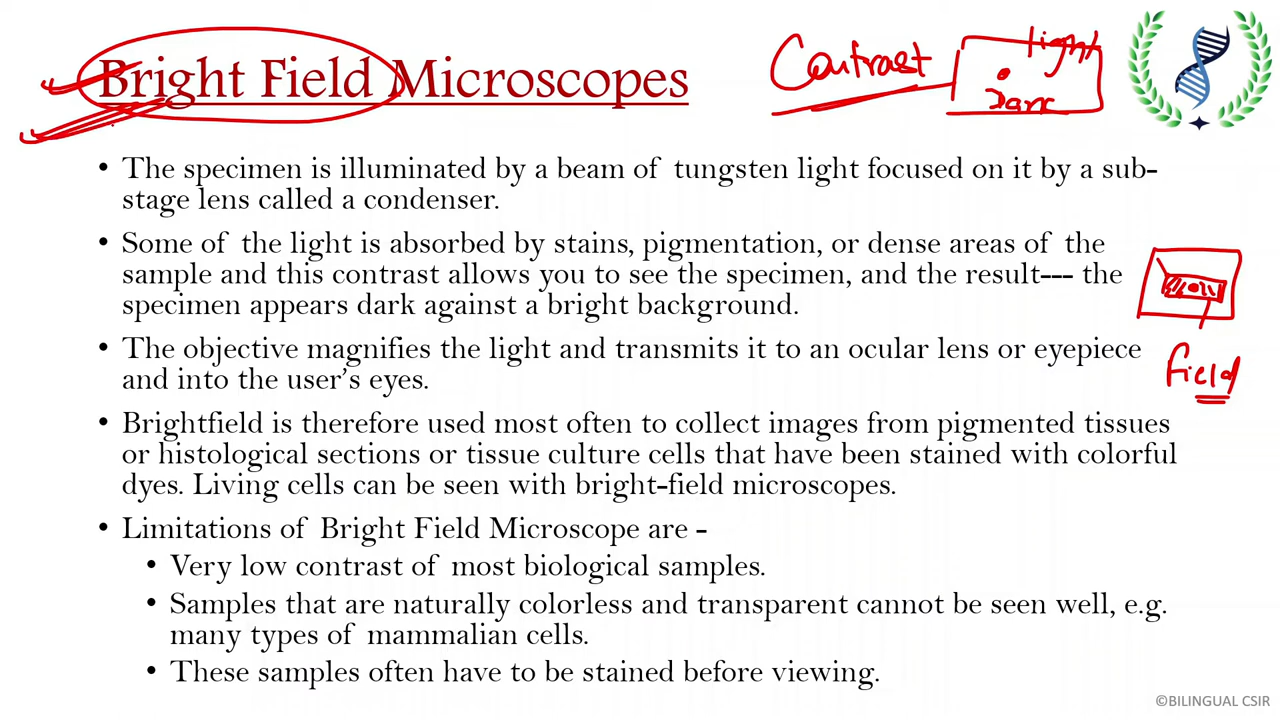 Bright Field Microscopes
Contrast
light
Dark
• The specimen is illuminated by a beam of tungsten light focused on it by a sub-
stage lens called a condenser.
• Some of the light is absorbed by stains, pigmentation, or dense areas of the
sample and this contrast allows you to see the specimen, and the result--- the
specimen appears dark against a bright background.
• The objective magnifies the light and transmits it to an ocular lens or eyepiece
and into the user's eyes.
field
• Brightfield is therefore used most often to collect images from pigmented tissues
or histological sections or tissue culture cells that have been stained with colorful
dyes. Living cells can be seen with bright-field microscopes.
• Limitations of Bright Field Microscope are -
• Very low contrast of most biological samples.
• Samples that are naturally colorless and transparent cannot be seen well, e.g.
many types of mammalian cells.
• These samples often have to be stained before viewing.
©BILINGUAL CSIR